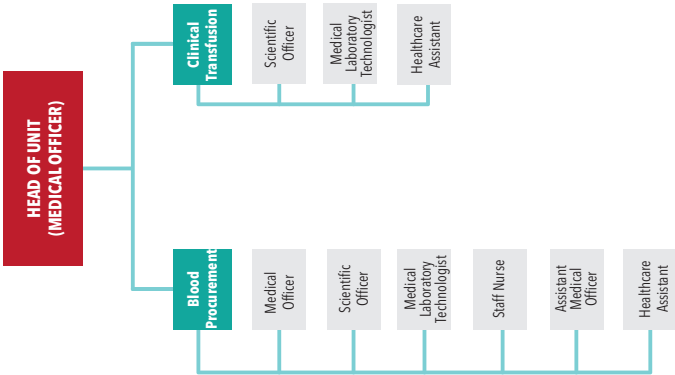 HEAD OF UNIT
(MEDICAL OFFICER)
Blood
Procurement
Medical
Officer
Scientific
Officer
Medical
Laboratory
Technologist
Staff Nurse
Assistant
Medical
Officer
Healthcare
Assistant
Clinical
Transfusion
Scientific
Officer
Medical
Laboratory
Technologist
Healthcare
Assistant